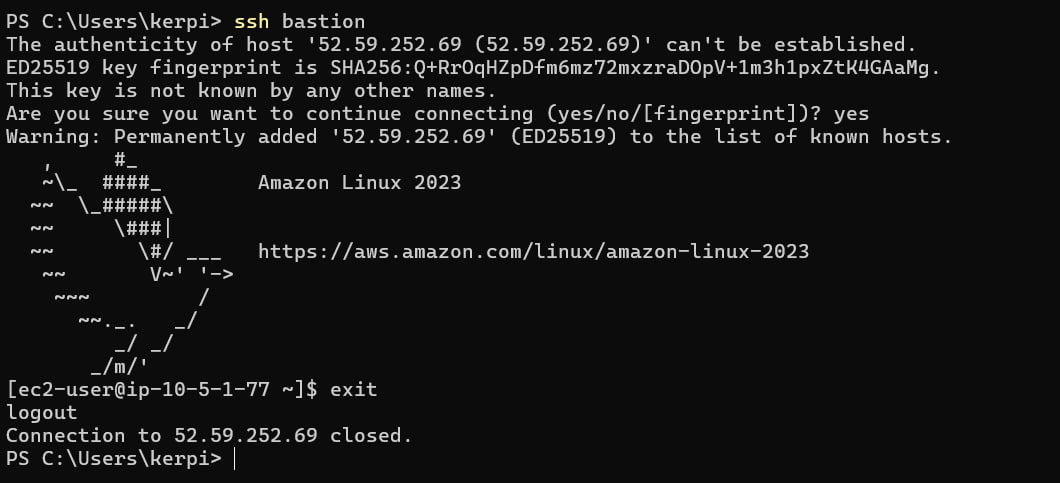 PS C:\Users\kerpi> ssh bastion
The authenticity of host '52.59.252.69 (52.59.252.69)' can't be established.
ED25519 key fingerprint is SHA256:Q+RrOqHZpDfm6mz72mxzraDOpV+1m3h1pxZtK4GAaMg.
This key is not known by any other names.
Are you sure you want to continue connecting (yes/no/[fingerprint])? yes
Warning: Permanently added '52.59.252.69' (ED25519) to the list of known hosts.
   ,     #_
   ~\_  ####_        Amazon Linux 2023
  ~~  \_#####\
  ~~     \###|
  ~~       \#/ ___   https://aws.amazon.com/linux/amazon-linux-2023
   ~~       V~' '->
    ~~~         /
      ~~._.   _/
         _/ _/
       _/m/'
[ec2-user@ip-10-5-1-77 ~]$ exit
logout
Connection to 52.59.252.69 closed.
PS C:\Users\kerpi>